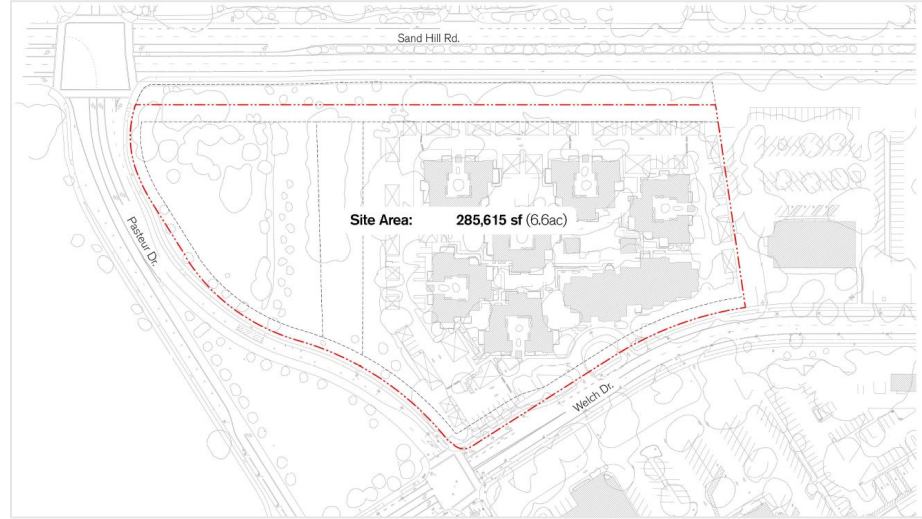 Sand Hill Rd.
Site Area: 285,615 sf (6.6ac)
Pasteur Dr.
Welch Dr.